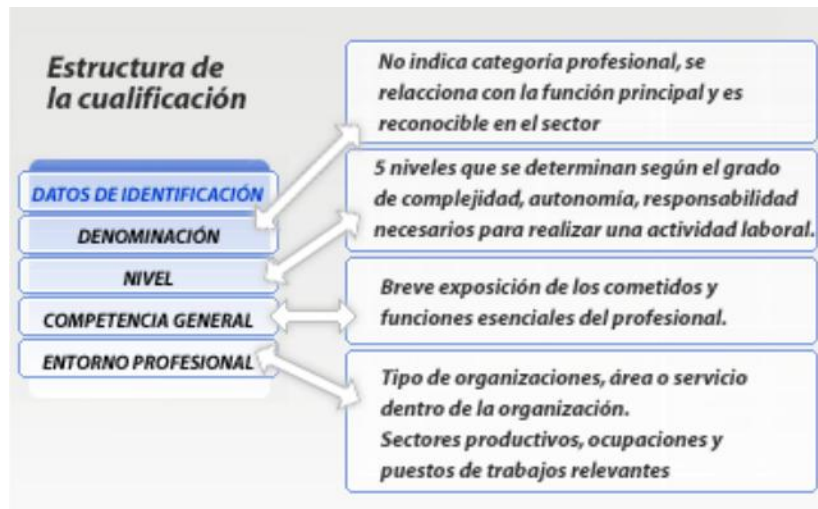 Estructura de
la cualificación
DATOS DE IDENTIFICACIÓN
DENOMINACIÓN
NIVEL
COMPETENCIA GENERAL
ENTORNO PROFESIONAL
No indica categoría profesional, se
relacciona con la función principal y es
reconocible en el sector
5 niveles que se determinan según el grado
de complejidad, autonomía, responsabilidad
necesarios para realizar una actividad laboral.
Breve exposición de los cometidos y
funciones esenciales del profesional.
Tipo de organizaciones, área o servicio
dentro de la organización.
Sectores productivos, ocupaciones y
puestos de trabajos relevantes